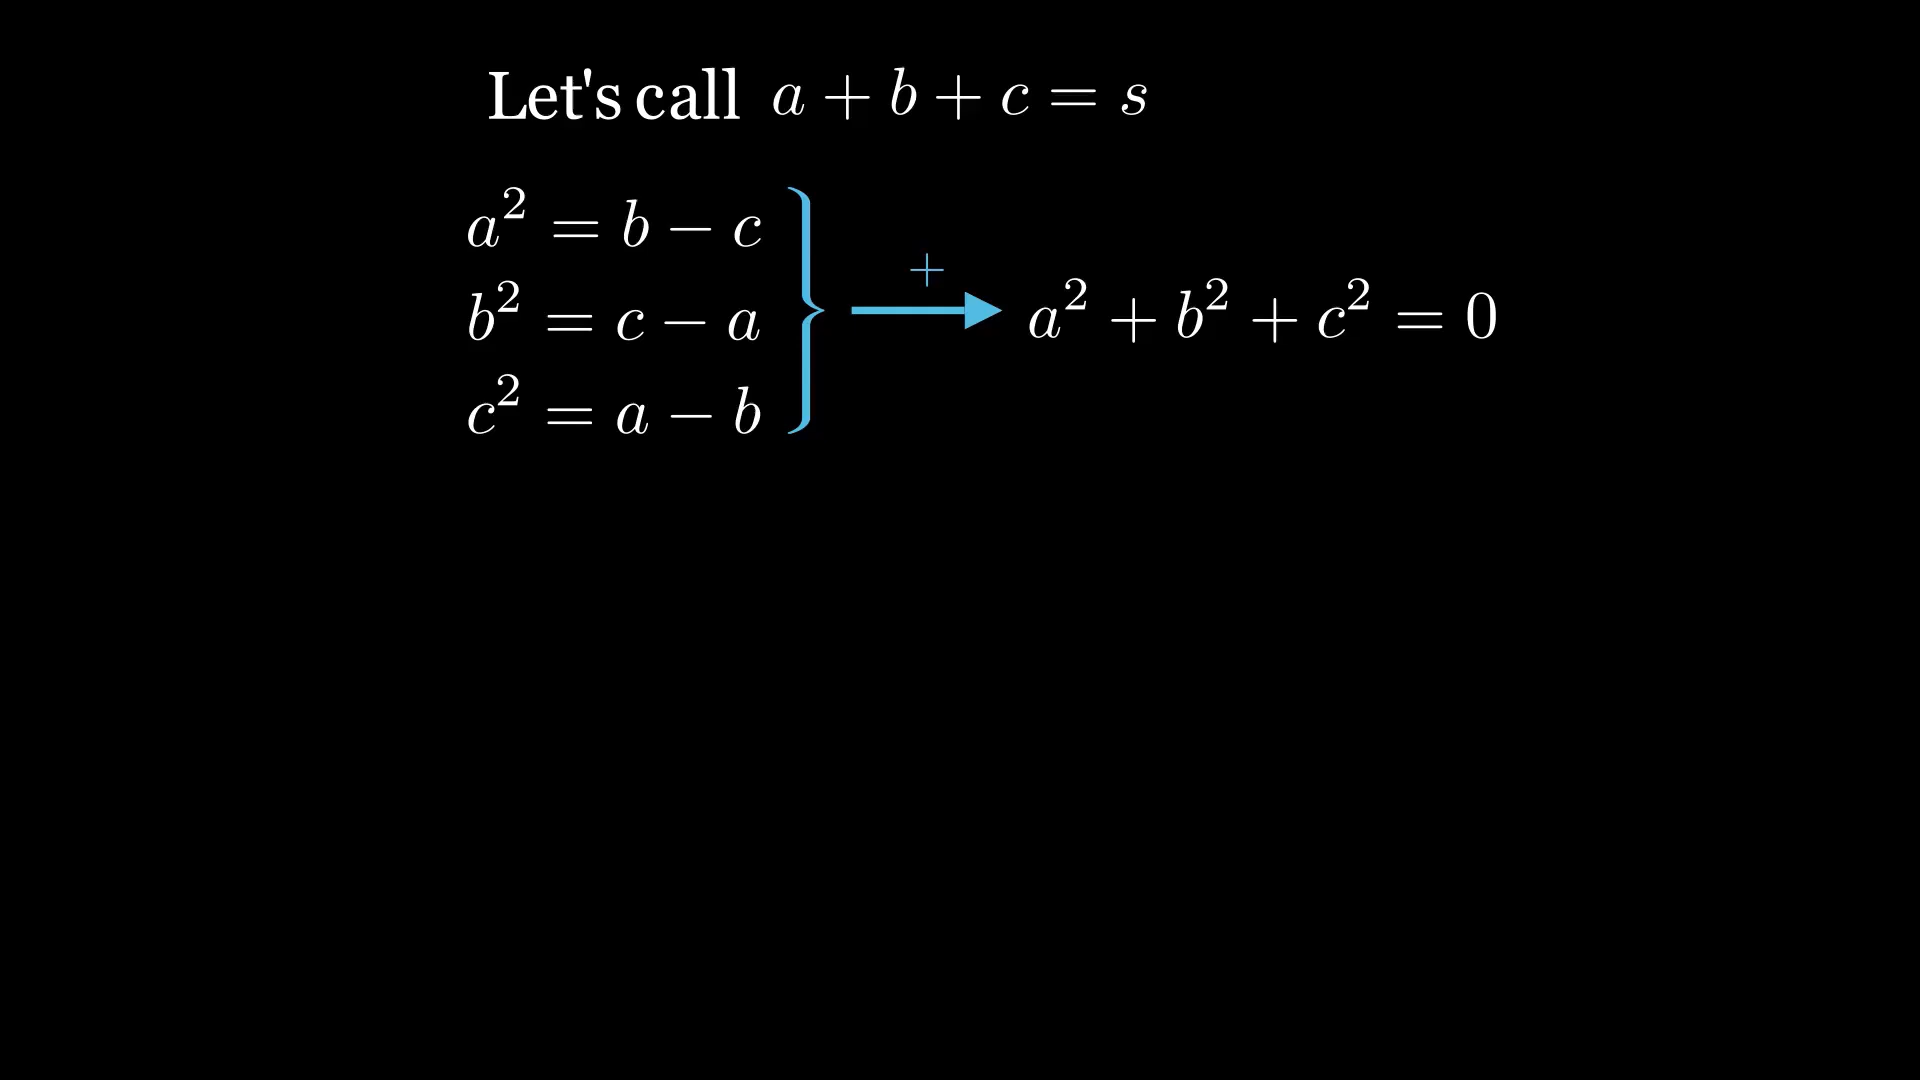 Let's call a + b + c = s
a² = b − c
b² = c − a
c² = a − b
+
a² + b² + c² = 0